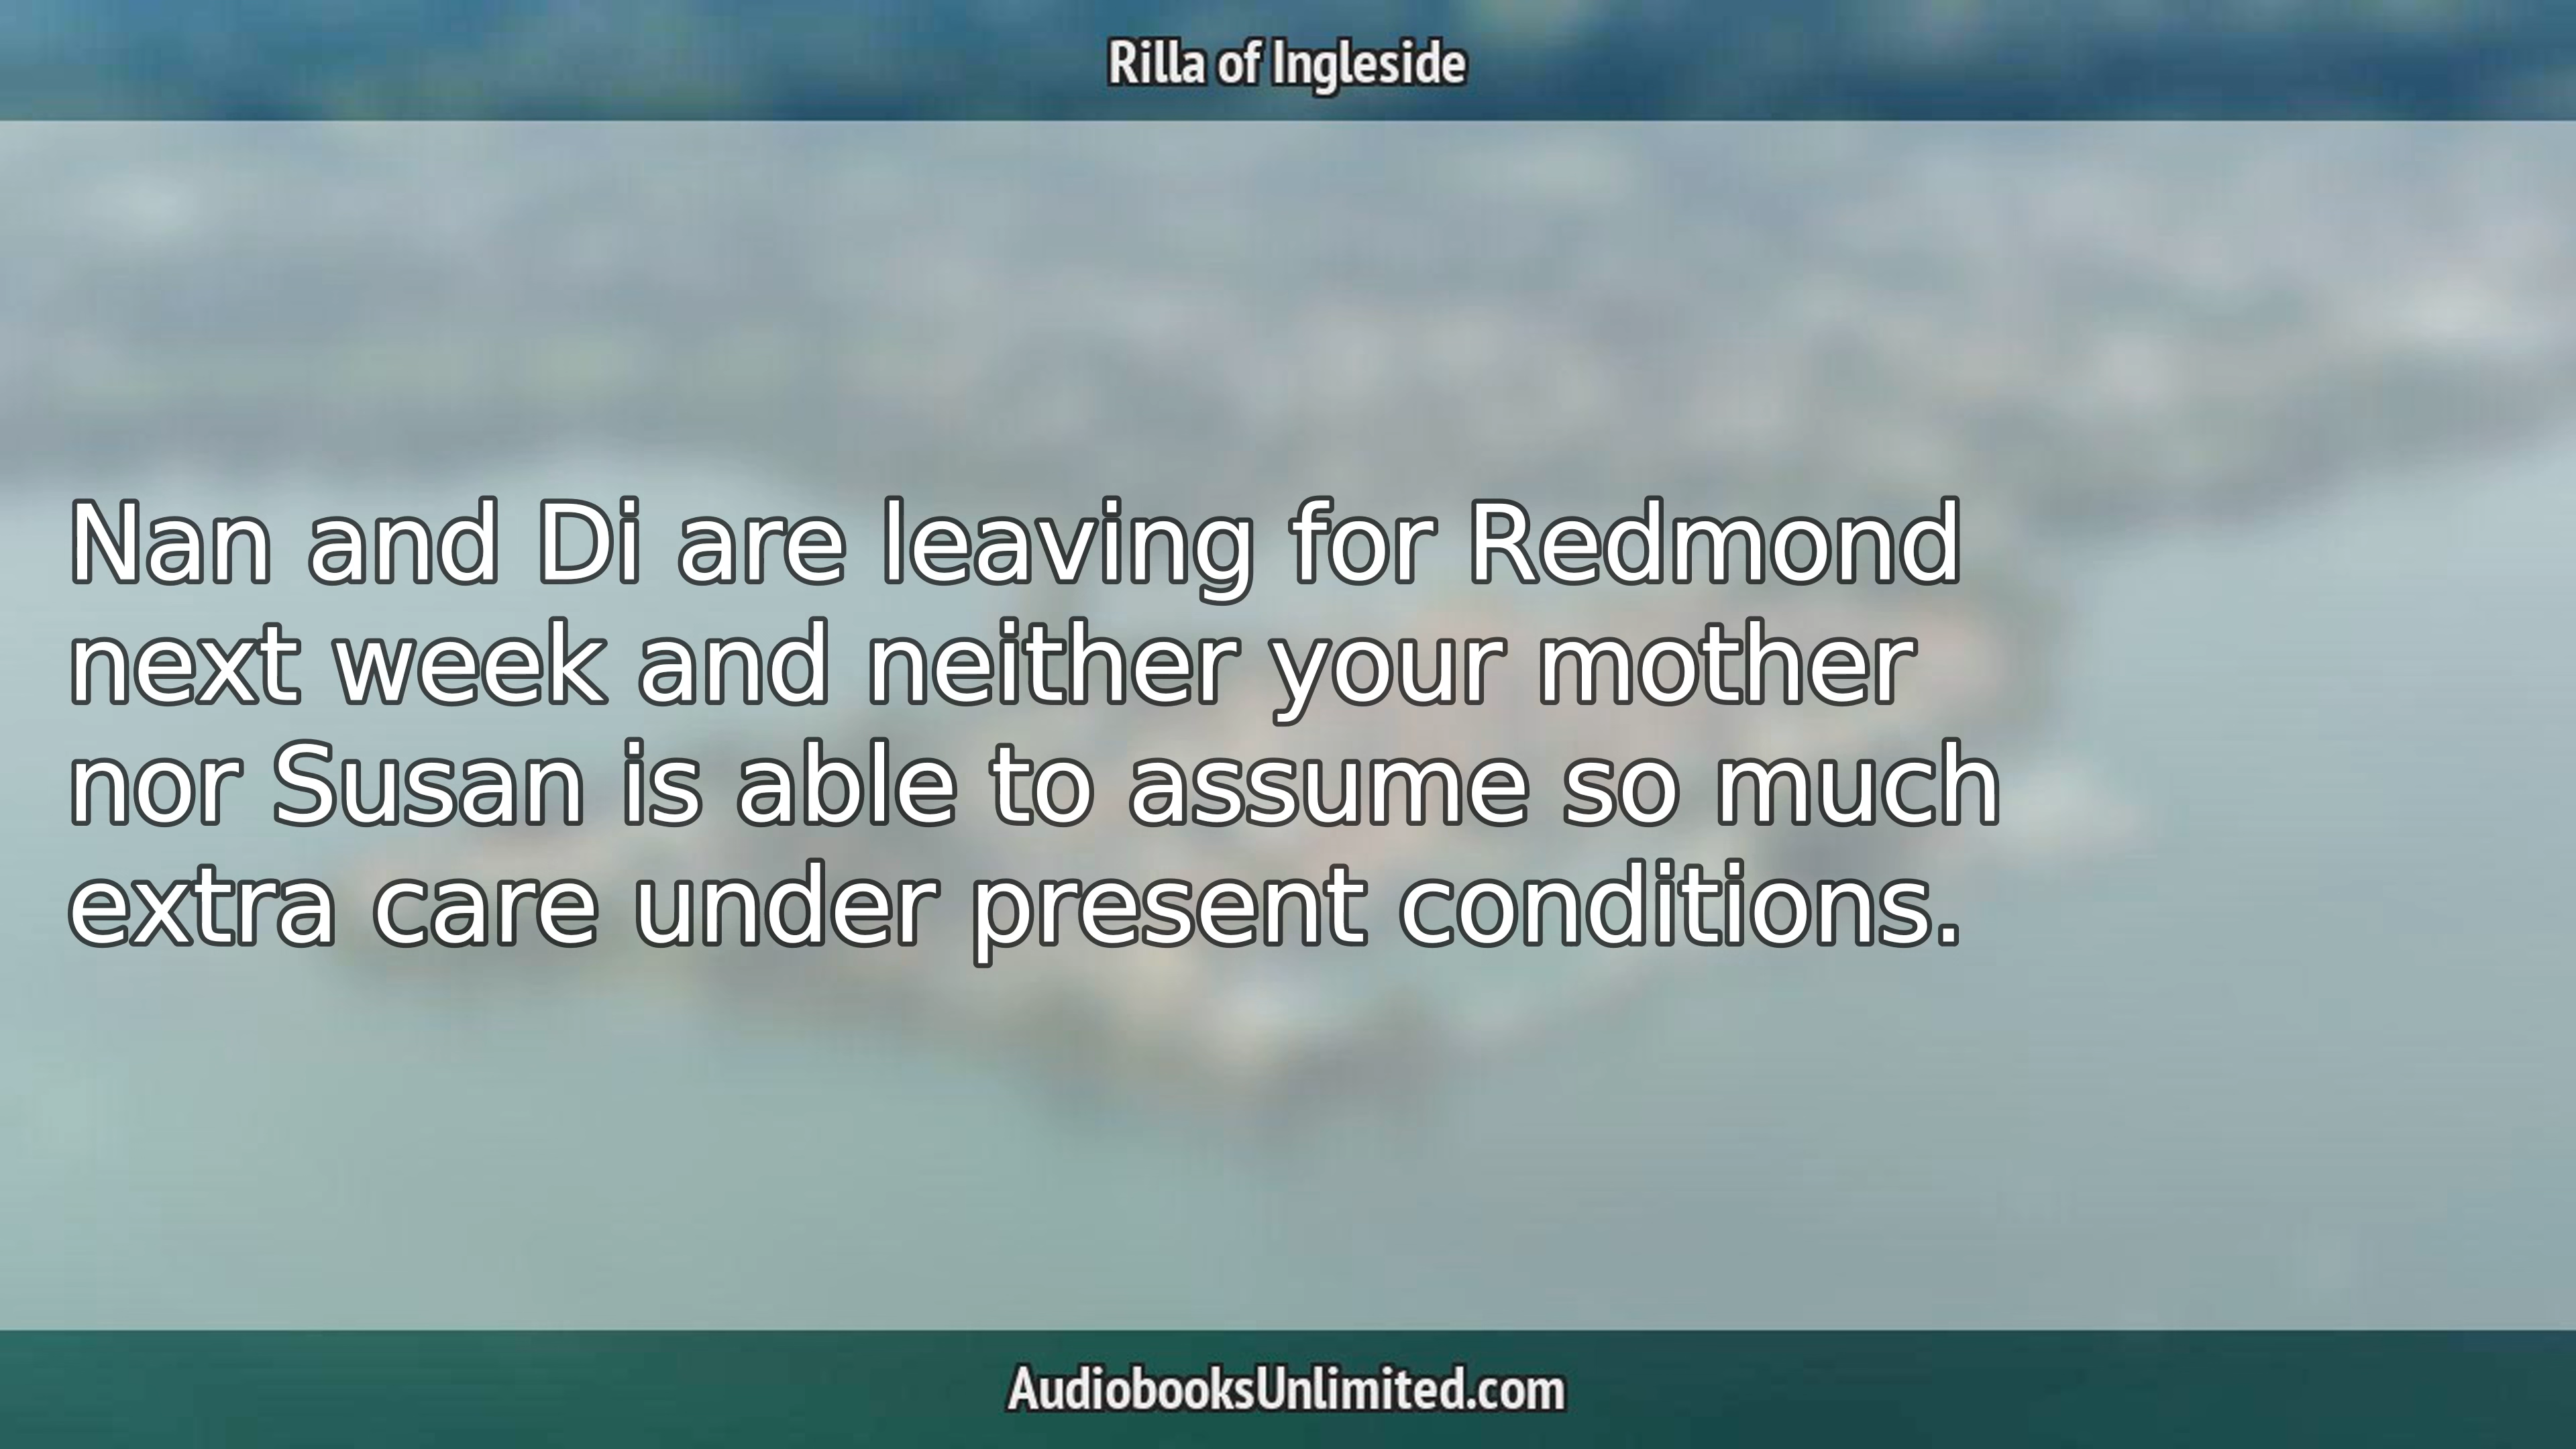 Rilla of Ingleside
Nan and Di are leaving for Redmond
next week and neither your mother
nor Susan is able to assume so much
extra care under present conditions.
AudiobooksUnlimited.com